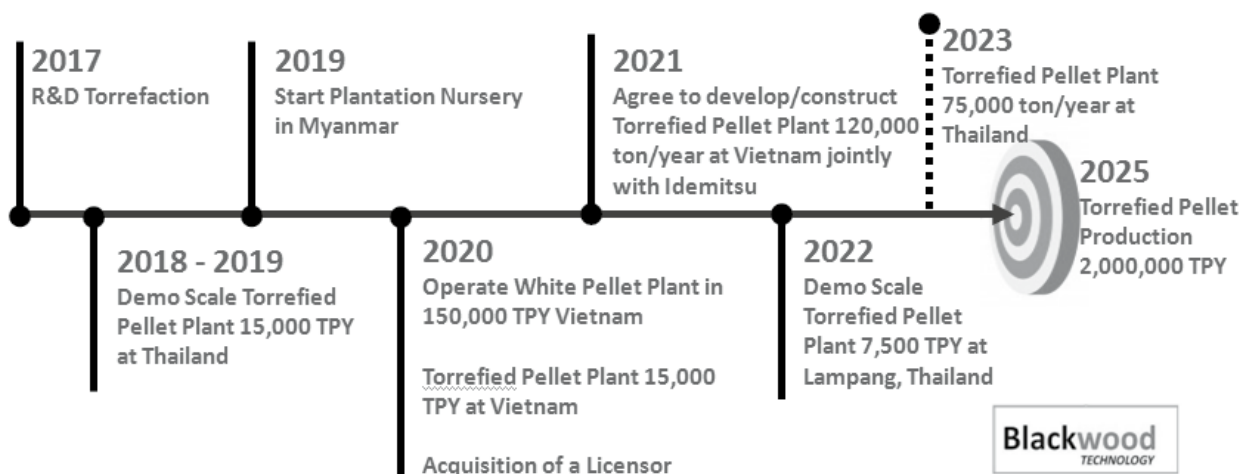 2017
R&D Torrefaction
2018 - 2019
Demo Scale Torrefied
Pellet Plant 15,000 TPY
at Thailand
2019
Start Plantation Nursery
in Myanmar
2020
Operate White Pellet Plant in
150,000 TPY Vietnam
Torrefied Pellet Plant 15,000
TPY at Vietnam
Acquisition of a Licensor
2021
Agree to develop/construct
Torrefied Pellet Plant 120,000
ton/year at Vietnam jointly
with Idemitsu
2022
Demo Scale
Torrefied Pellet
Plant 7,500 TPY at
Lampang, Thailand
2023
Torrefied Pellet Plant
75,000 ton/year at
Thailand
2025
Torrefied Pellet
Production
2,000,000 TPY
Blackwood
TECHNOLOGY